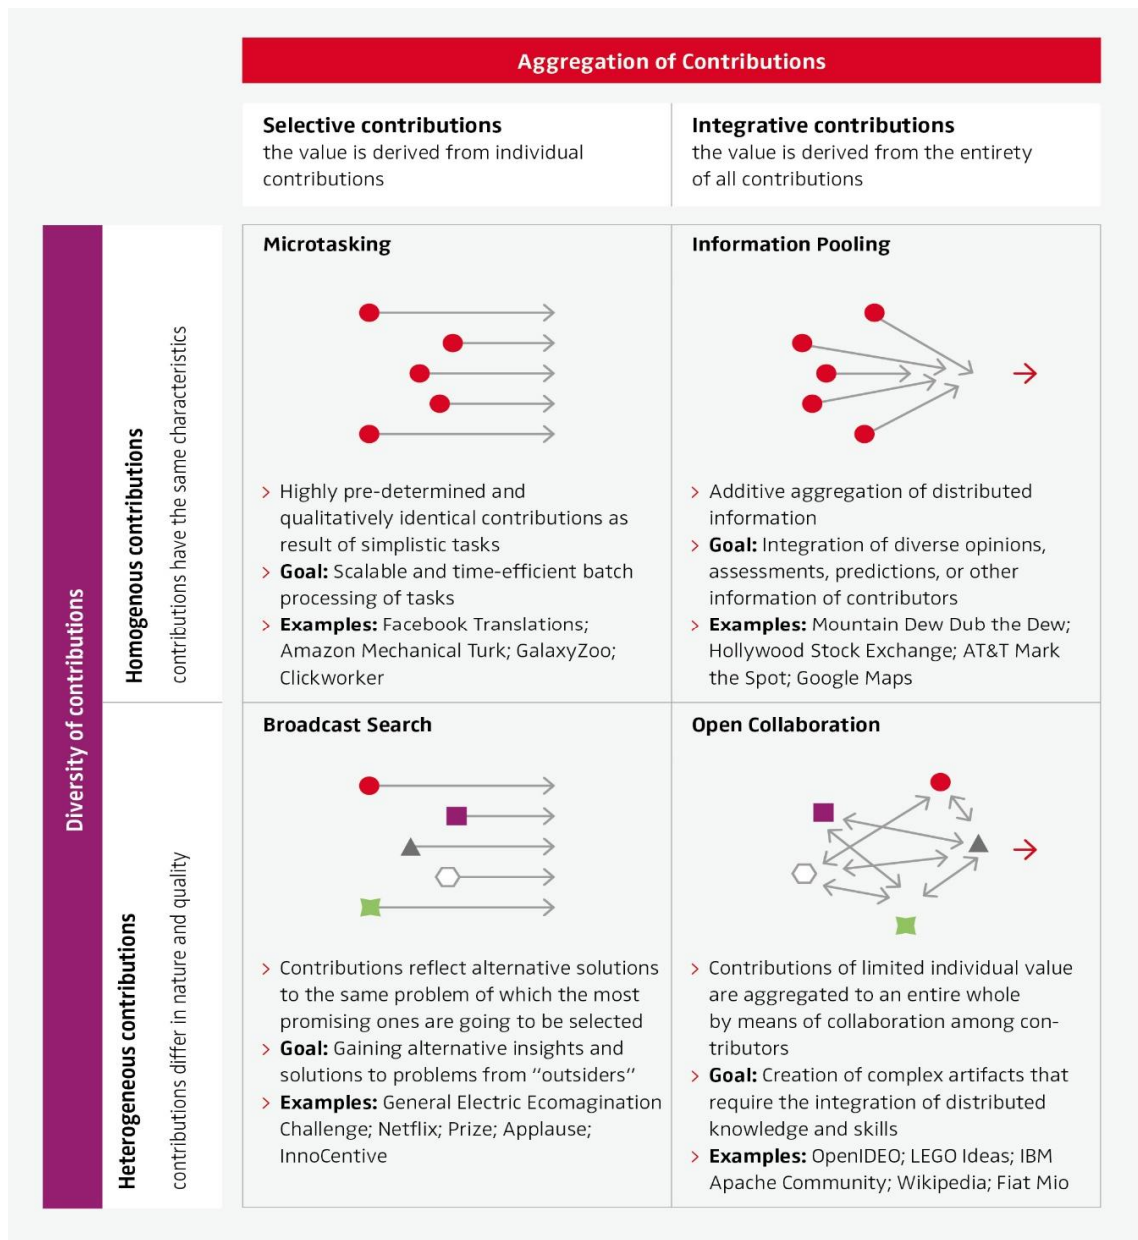 Aggregation of Contributions
Selective contributions
the value is derived from individual
contributions
Integrative contributions
the value is derived from the entirety
of all contributions
Diversity of contributions
Homogenous contributions
contributions have the same characteristics
Microtasking
> Highly pre-determined and
qualitatively identical contributions as
result of simplistic tasks
> Goal: Scalable and time-efficient batch
processing of tasks
> Examples: Facebook Translations;
Amazon Mechanical Turk; GalaxyZoo;
Clickworker
Information Pooling
> Additive aggregation of distributed
information
> Goal: Integration of diverse opinions,
assessments, predictions, or other
information of contributors
> Examples: Mountain Dew Dub the Dew;
Hollywood Stock Exchange; AT&T Mark
the Spot; Google Maps
Heterogeneous contributions
contributions differ in nature and quality
Broadcast Search
> Contributions reflect alternative solutions
to the same problem of which the most
promising ones are going to be selected
> Goal: Gaining alternative insights and
solutions to problems from “outsiders”
> Examples: General Electric Ecomagination
Challenge; Netflix; Prize; Applause;
InnoCentive
Open Collaboration
> Contributions of limited individual value
are aggregated to an entire whole
by means of collaboration among con-
tributors
> Goal: Creation of complex artifacts that
require the integration of distributed
knowledge and skills
> Examples: OpenIDEO; LEGO Ideas; IBM
Apache Community; Wikipedia; Fiat Mio